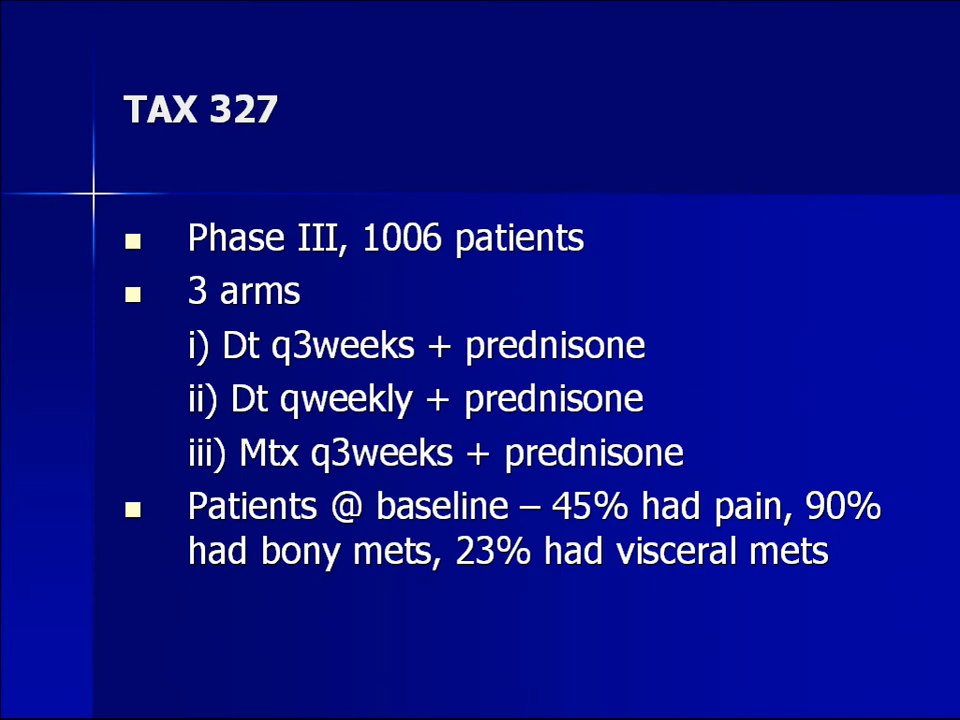 TAX 327
Phase III, 1006 patients
3 arms
i) Dt q3weeks + prednisone
ii) Dt qweekly + prednisone
iii) Mtx q3weeks + prednisone
Patients @ baseline – 45% had pain, 90%
had bony mets, 23% had visceral mets